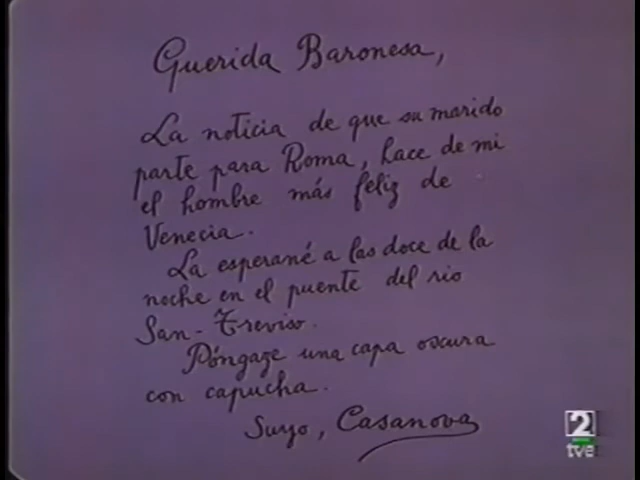 Querida Baronesa,
La noticia de que su marido
parte para Roma, hace de mi
el hombre más feliz de
Venecia.
La esperaré a las doce de la
noche en el puente del rio
San-Treviso.
Póngaze una capa oscura
con capucha.
Suyo, Casanova
2
tve